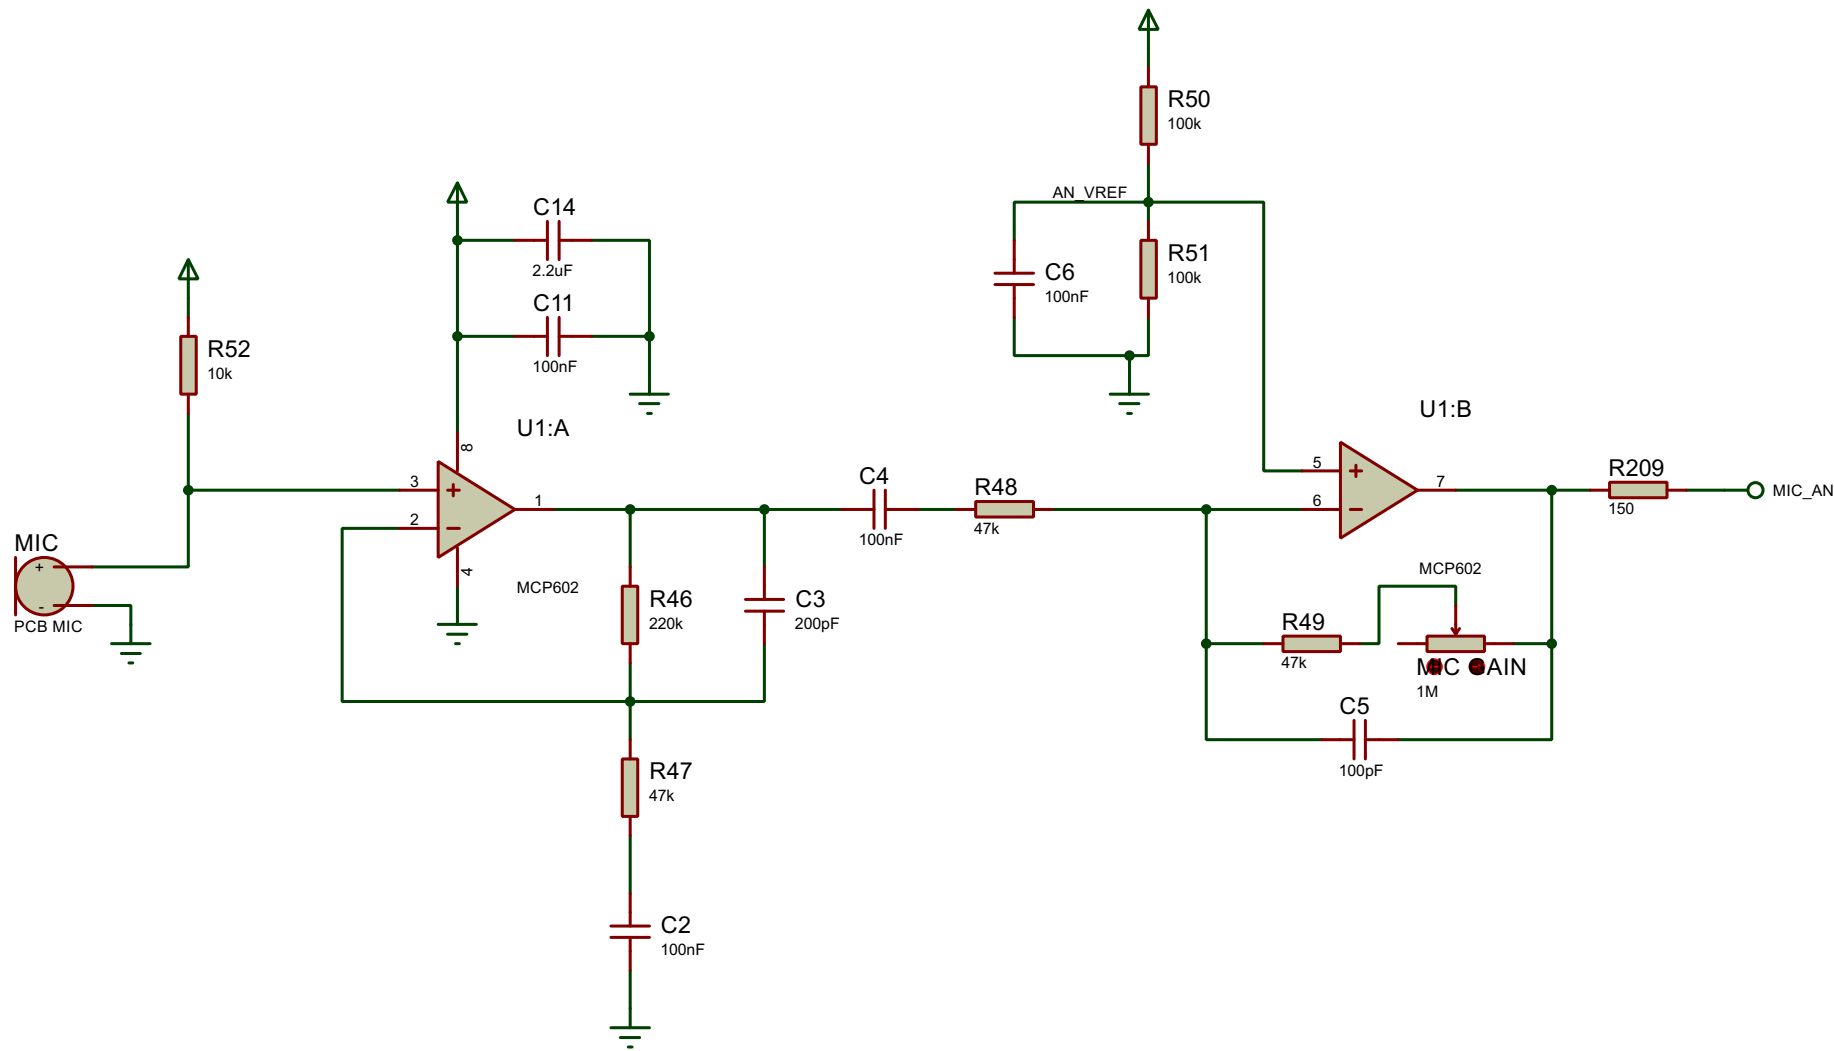 R50
100k
AN_VREF
R51
100k
C6
100nF
C14
2.2uF
C11
100nF
R52
10k
U1:A
8
3
+
1
2
−
4
MCP602
MIC
+
-
PCB MIC
C4
100nF
R48
47k
R46
220k
C3
200pF
R47
47k
C2
100nF
U1:B
5
+
7
6
−
MCP602
R209
150
MIC_AN
R49
47k
MIC GAIN
1M
C5
100pF